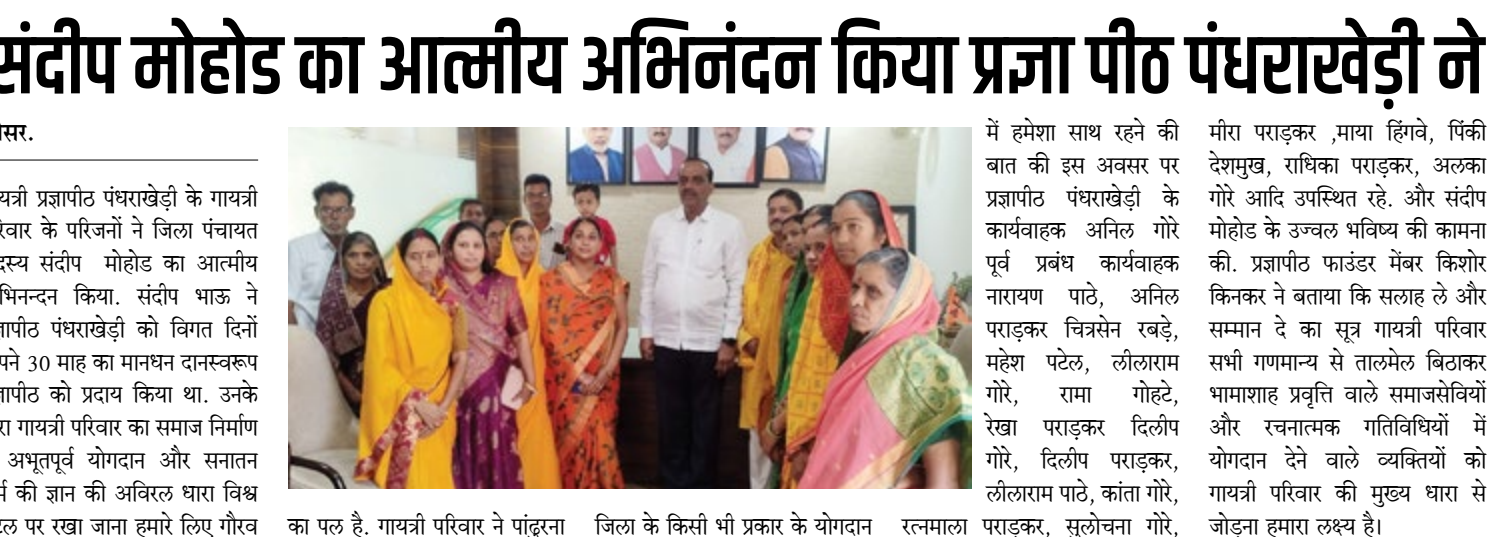 संदीप मोहोड का आत्मीय अभिनंदन किया प्रज्ञा पीठ पंधराखेड़ी ने
सर.
यत्री प्रज्ञापीठ पंधराखेड़ी के गायत्री
रिवार के परिजनों ने जिला पंचायत
दस्य संदीप मोहोड का आत्मीय
भिनन्दन किया. संदीप भाऊ ने
ज्ञापीठ पंधराखेड़ी को विगत दिनों
पने 30 माह का मानधन दानस्वरूप
ज्ञापीठ को प्रदाय किया था. उनके
रा गायत्री परिवार का समाज निर्माण
अभूतपूर्व योगदान और सनातन
र्म की ज्ञान की अविरल धारा विश्व
टल पर रखा जाना हमारे लिए गौरव
का पल है. गायत्री परिवार ने पांढुरना
जिला के किसी भी प्रकार के योगदान
में हमेशा साथ रहने की
बात की इस अवसर पर
प्रज्ञापीठ पंधराखेड़ी के
कार्यवाहक अनिल गोरे
पूर्व प्रबंध कार्यवाहक
नारायण पाठे, अनिल
पराड़कर चित्रसेन रबड़े,
महेश पटेल, लीलाराम
गोरे, रामा गोहटे,
रेखा पराड़कर दिलीप
गोरे, दिलीप पराड़कर,
लीलाराम पाठे, कांता गोरे,
रत्नमाला पराड़कर, सुलोचना गोरे,
मीरा पराड़कर ,माया हिंगवे, पिंकी
देशमुख, राधिका पराड़कर, अलका
गोरे आदि उपस्थित रहे. और संदीप
मोहोड के उज्वल भविष्य की कामना
की. प्रज्ञापीठ फाउंडर मेंबर किशोर
किनकर ने बताया कि सलाह ले और
सम्मान दे का सूत्र गायत्री परिवार
सभी गणमान्य से तालमेल बिठाकर
भामाशाह प्रवृत्ति वाले समाजसेवियों
और रचनात्मक गतिविधियों में
योगदान देने वाले व्यक्तियों को
गायत्री परिवार की मुख्य धारा से
जोड़ना हमारा लक्ष्य है।